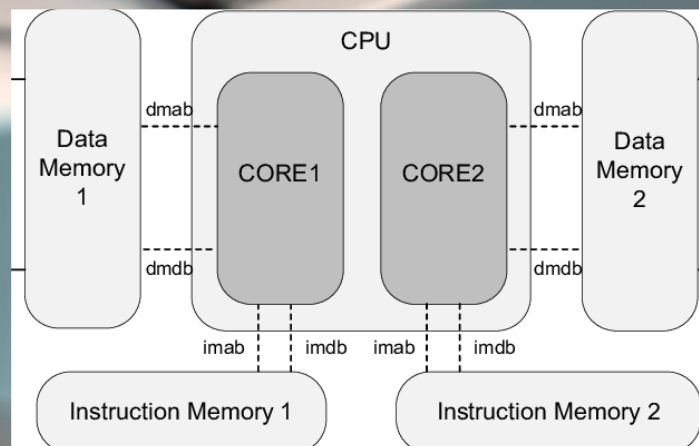 CPU
dmab
dmab
Data
Memory
1
CORE1
CORE2
Data
Memory
2
dmdb
dmdb
imab
imdb
imab
imdb
Instruction Memory 1
Instruction Memory 2